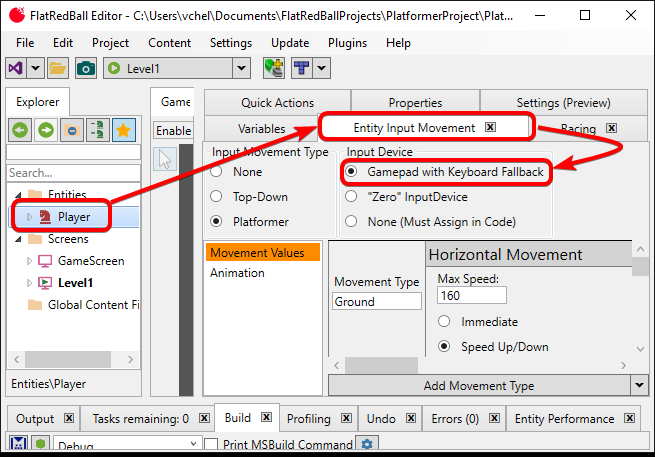 FlatRedBall Editor - C:\Users\vchel\Documents\FlatRedBallProjects\PlatformerProject\Plat...
File Edit Project Content Settings Update Plugins Help
Level1
Explorer
Search...
Entities
Player
Screens
GameScreen
Level1
Global Content Fi
Entities\Player
Game
Enable
Quick Actions Properties Settings (Preview)
Variables Entity Input Movement Racing
Input Movement Type
None
Top-Down
Platformer
Input Device
Gamepad with Keyboard Fallback
"Zero" InputDevice
None (Must Assign in Code)
Movement Values
Animation
Movement Type
Ground
Horizontal Movement
Max Speed:
160
Immediate
Speed Up/Down
Add Movement Type
Output Tasks remaining: 0 Build Profiling Undo Errors (0) Entity Performance
Debug Print MSBuild Command